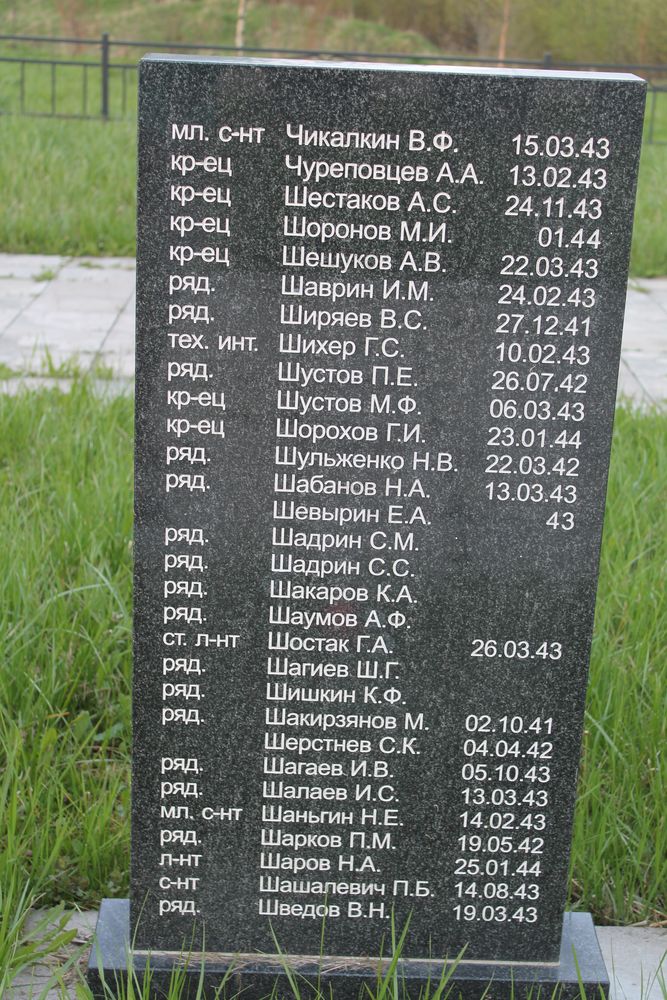 мл. с-нт Чикалкин В.Ф. 15.03.43
кр-ец Чуреповцев А.А. 13.02.43
кр-ец Шестаков А.С. 24.11.43
кр-ец Шоронов М.И. 01.44
кр-ец Шешуков А.В. 22.03.43
ряд. Шаврин И.М. 24.02.43
ряд. Ширяев В.С. 27.12.41
тех. инт. Шихер Г.С. 10.02.43
ряд. Шустов П.Е. 26.07.42
кр-ец Шустов М.Ф. 06.03.43
кр-ец Шорохов Г.И. 23.01.44
ряд. Шульженко Н.В. 22.03.42
ряд. Шабанов Н.А. 13.03.43
Шевырин Е.А. 43
ряд. Шадрин С.М.
ряд. Шадрин С.С.
ряд. Шакаров К.А.
ряд. Шаумов А.Ф.
ст. л-нт Шостак Г.А. 26.03.43
ряд. Шагиев Ш.Г.
ряд. Шишкин К.Ф.
ряд. Шакирзянов М. 02.10.41
Шерстнев С.К. 04.04.42
ряд. Шагаев И.В. 05.10.43
ряд. Шалаев И.С. 13.03.43
мл. с-нт Шаньгин Н.Е. 14.02.43
ряд. Шарков П.М. 19.05.42
л-нт Шаров Н.А. 25.01.44
с-нт Шашалевич П.Б. 14.08.43
ряд. Шведов В.Н. 19.03.43